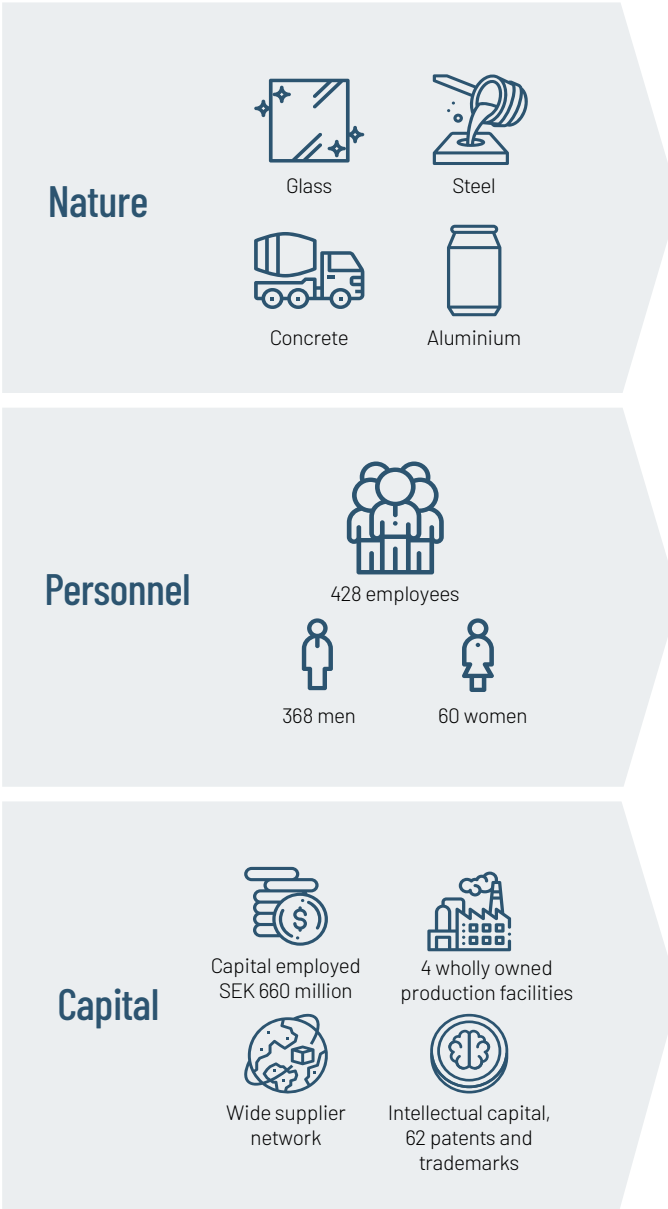 Nature
Glass
Steel
Concrete
Aluminium
Personnel
428 employees
368 men
60 women
Capital
Capital employed
SEK 660 million
4 wholly owned
production facilities
Wide supplier
network
Intellectual capital,
62 patents and
trademarks